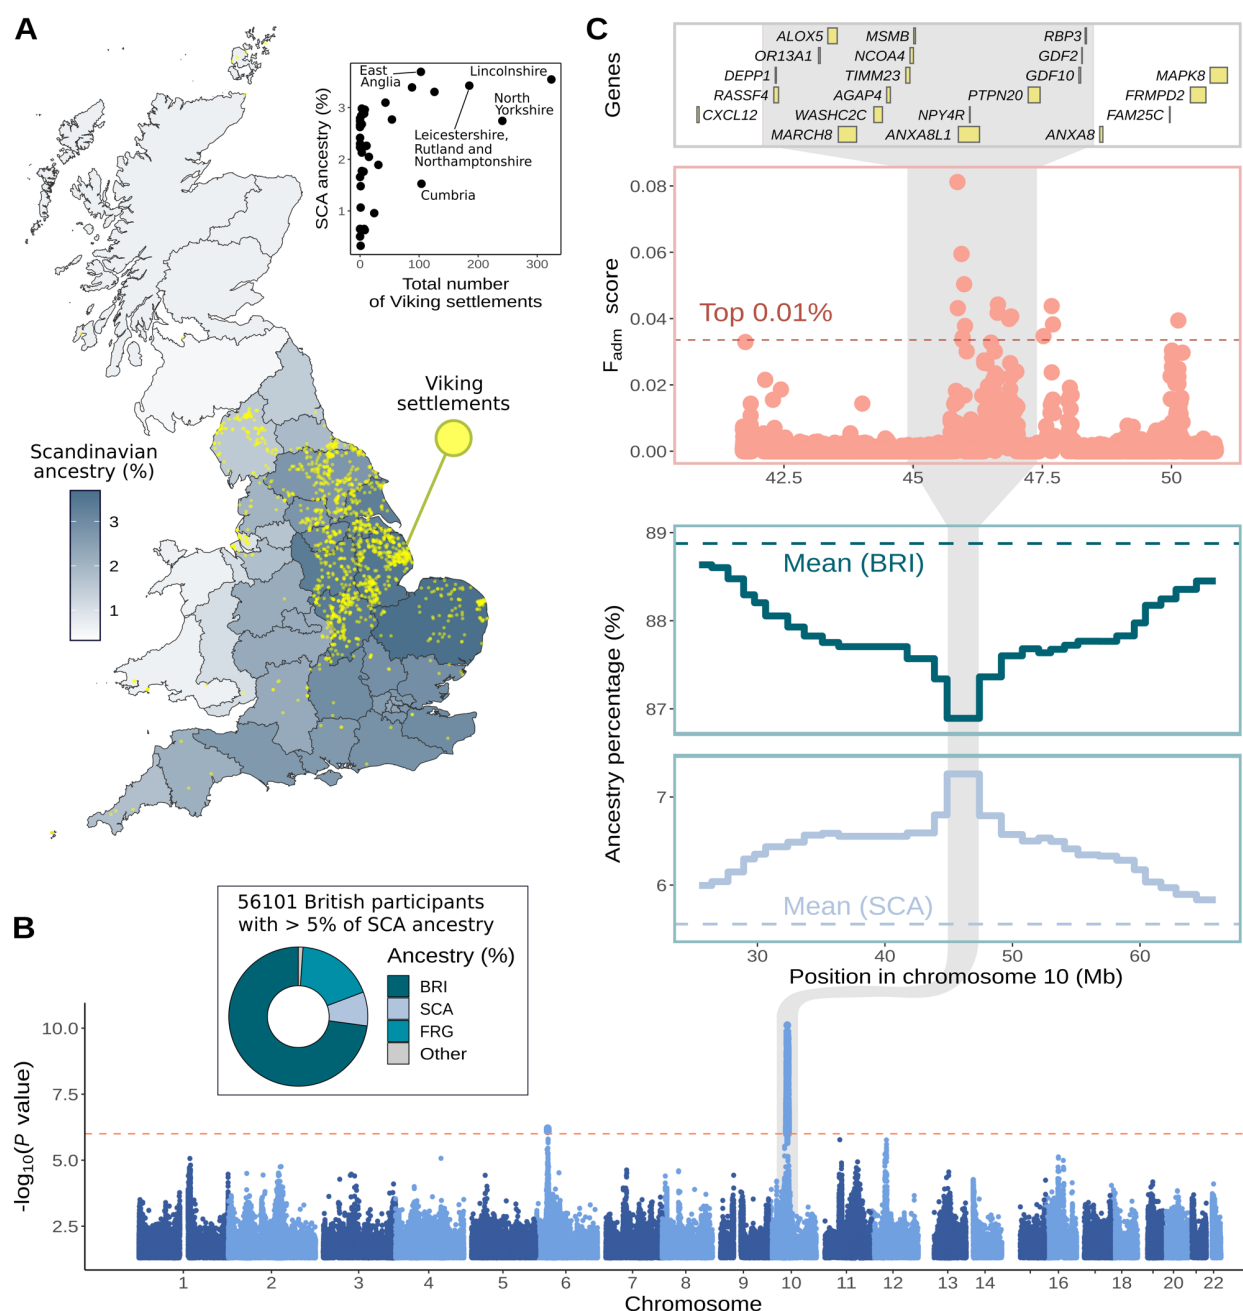 A
East
Anglia
Lincolnshire
North
Yorkshire
Leicestershire,
Rutland and
Northamptonshire
Cumbria
SCA ancestry (%)
3
2
1
0
100
200
300
Total number
of Viking settlements
Viking
settlements
Scandinavian
ancestry (%)
3
2
1
B
56101 British participants
with > 5% of SCA ancestry
Ancestry (%)
BRI
SCA
FRG
Other
-log10(P value)
10.0
7.5
5.0
2.5
1 2 3 4 5 6 7 8 9 10 11 12 13 14 16 18 20 22
Chromosome
C
Genes
ALOX5 MSMB RBP3
OR13A1 NCOA4 GDF2
DEPP1 TIMM23 GDF10 MAPK8
RASSF4 AGAP4 PTPN20 FRMPD2
CXCL12 WASHC2C NPY4R FAM25C
MARCH8 ANXA8L1 ANXA8
Fadm score
0.08
0.06
0.04
0.02
0.00
Top 0.01%
42.5 45 47.5 50
Ancestry percentage (%)
89
88
87
Mean (BRI)
7
6
Mean (SCA)
30 40 50 60
Position in chromosome 10 (Mb)